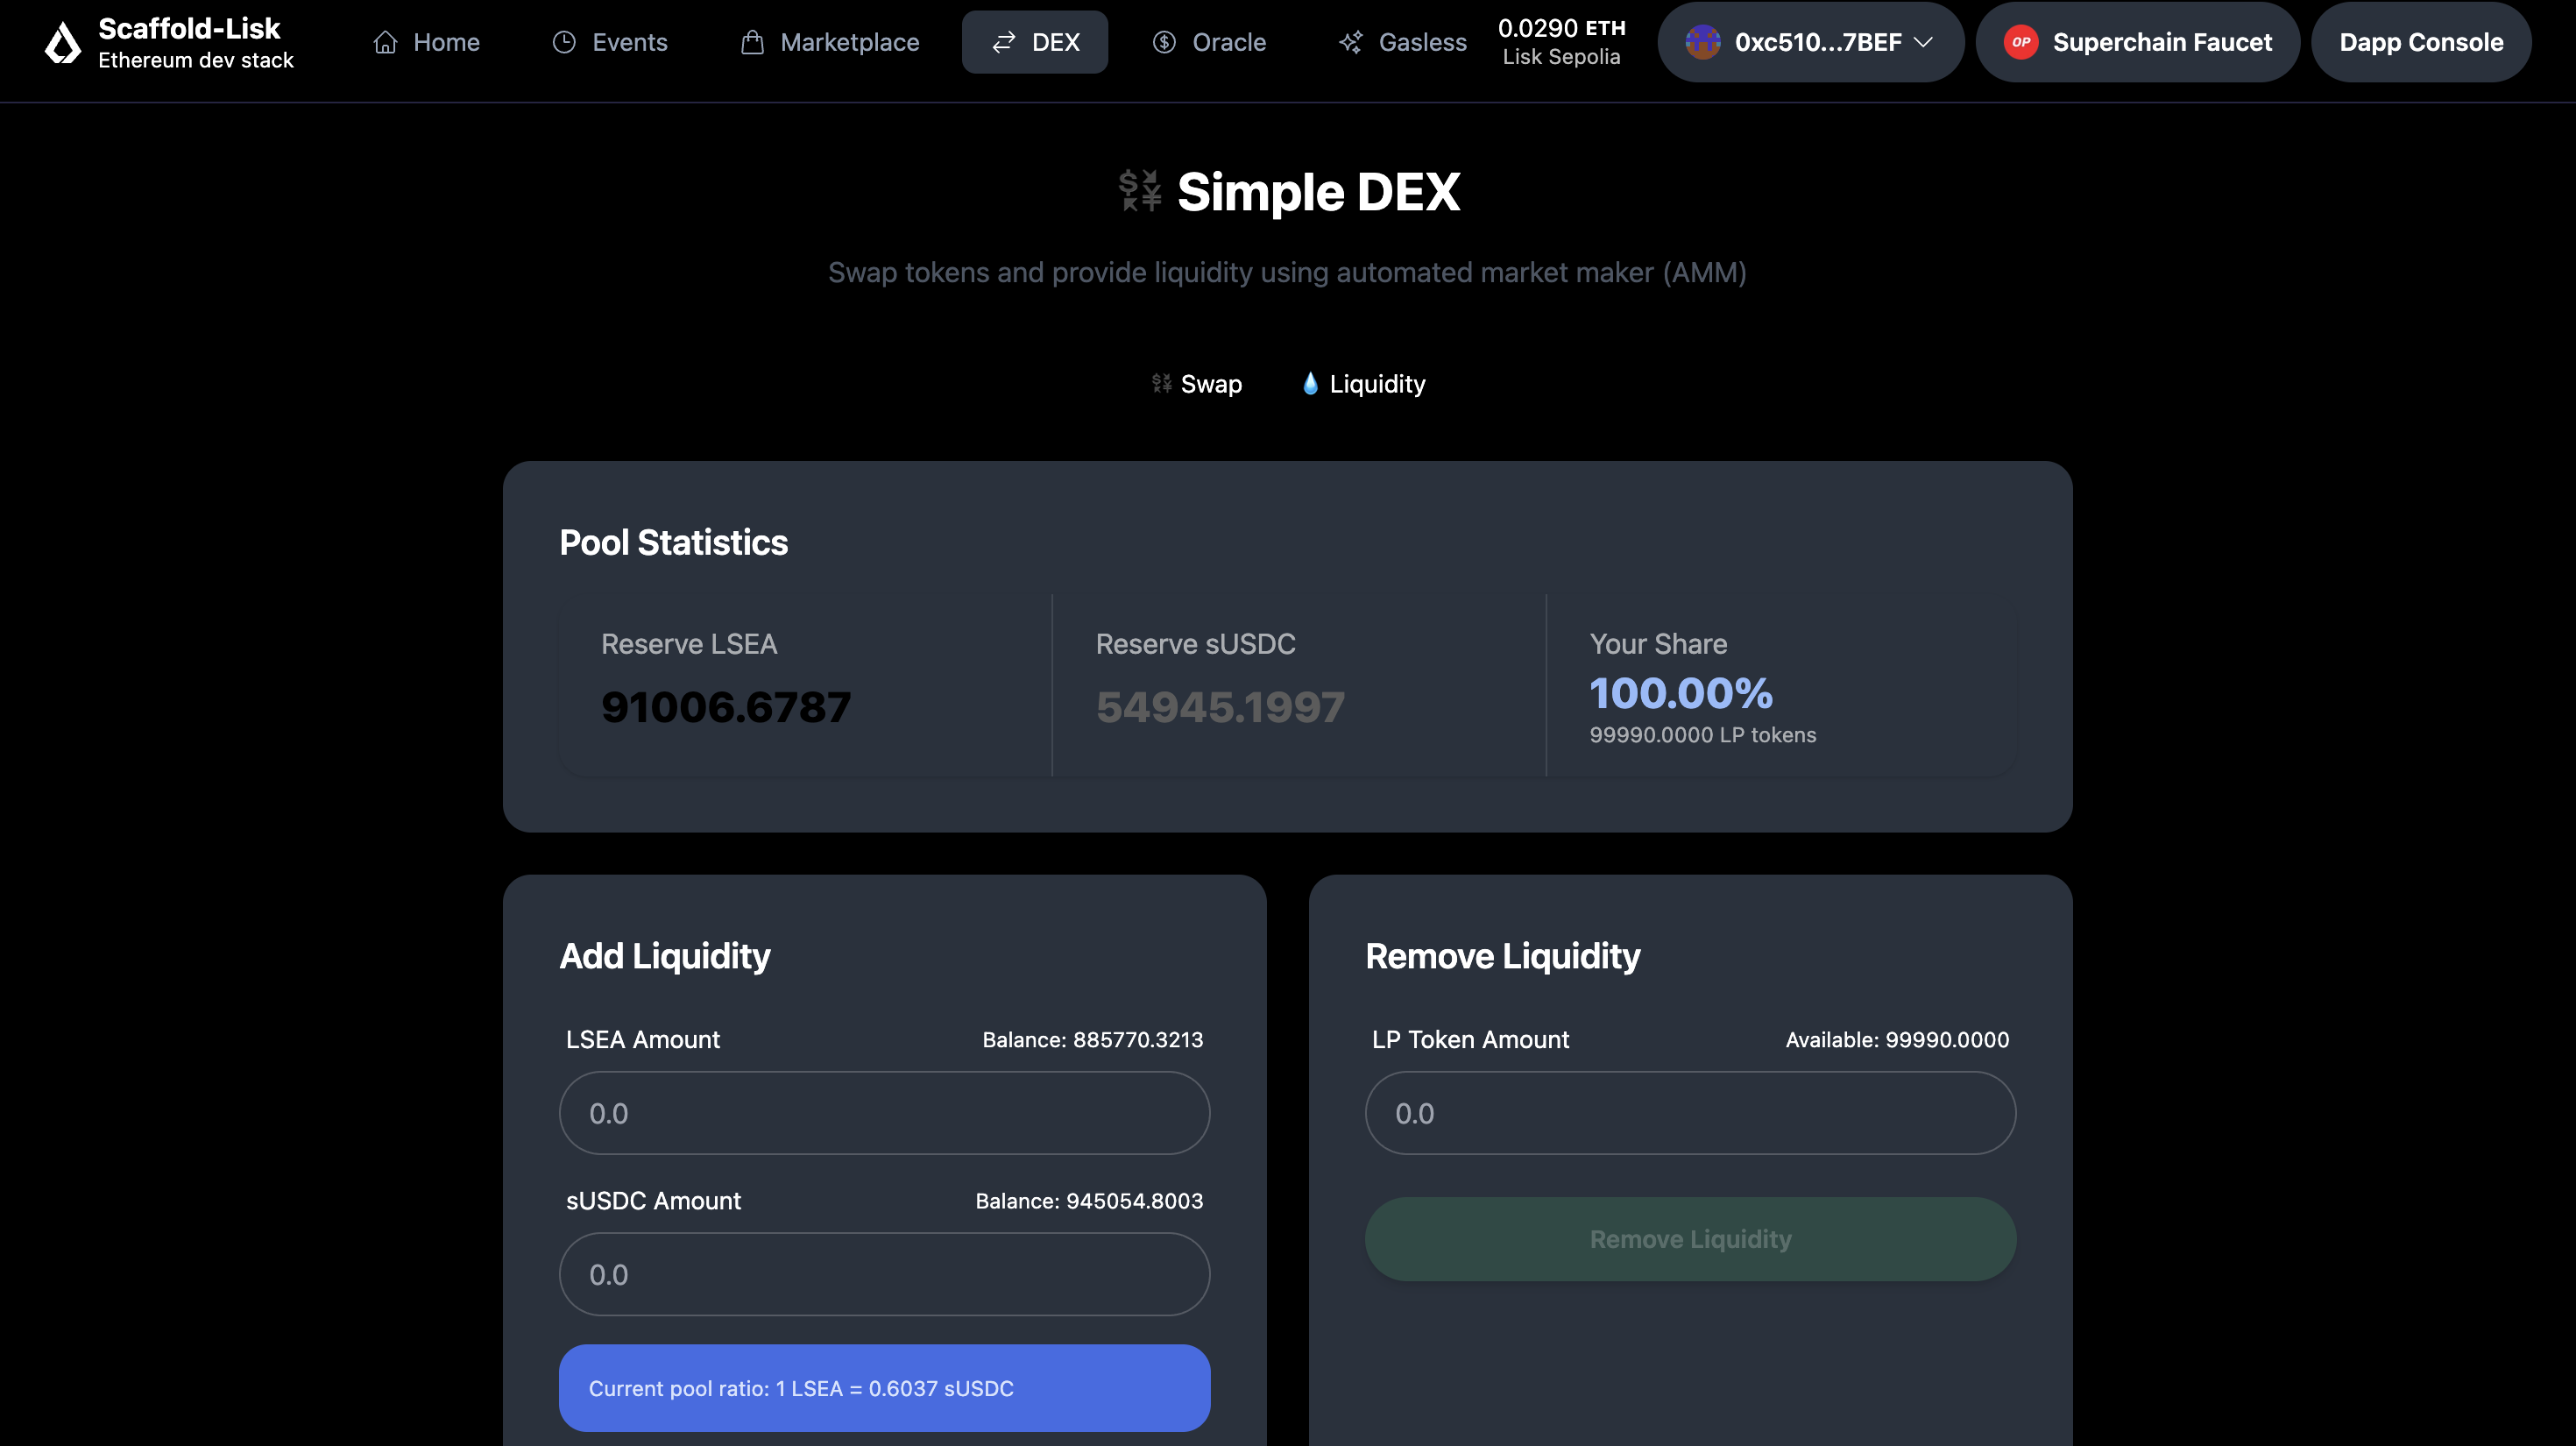 Scaffold-Lisk
Ethereum dev stack
Home
Events
Marketplace
DEX
Oracle
Gasless
0.0290 ETH
Lisk Sepolia
0xc510...7BEF
OP
Superchain Faucet
Dapp Console
💱 Simple DEX
Swap tokens and provide liquidity using automated market maker (AMM)
💱 Swap
💧 Liquidity
Pool Statistics
Reserve LSEA
91006.6787
Reserve sUSDC
54945.1997
Your Share
100.00%
99990.0000 LP tokens
Add Liquidity
LSEA Amount
Balance: 885770.3213
0.0
sUSDC Amount
Balance: 945054.8003
0.0
Current pool ratio: 1 LSEA = 0.6037 sUSDC
Remove Liquidity
LP Token Amount
Available: 99990.0000
0.0
Remove Liquidity